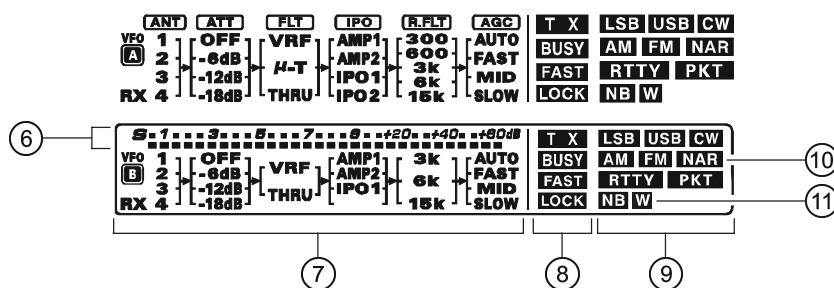 ANT ATT FLT IPO R.FLT AGC
VFO 1 OFF VRF AMP1 300 AUTO T X LSB USB CW
A 2 -6dB μ-T AMP2 600 FAST BUSY AM FM NAR
3 -12dB IPO1 3k MID FAST RTTY PKT
6k
RX 4 -18dB THRU IPO2 15k SLOW LOCK NB W
6 S 1 3 5 7 9 +20 +40 +60dB T X LSB USB CW
VFO 1 OFF VRF AMP1 3k AUTO BUSY AM FM NAR 10
B 2 -6dB AMP2 6k FAST FAST RTTY PKT
3 -12dB THRU IPO1 MID
RX 4 -18dB 15k SLOW LOCK NB W 11
7 8 9